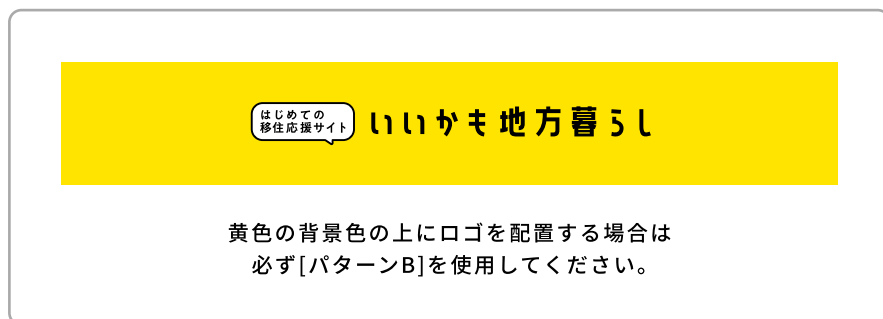 はじめての
移住応援サイト
いいかも地方暮らし
黄色の背景色の上にロゴを配置する場合は
必ず[パターンB]を使用してください。